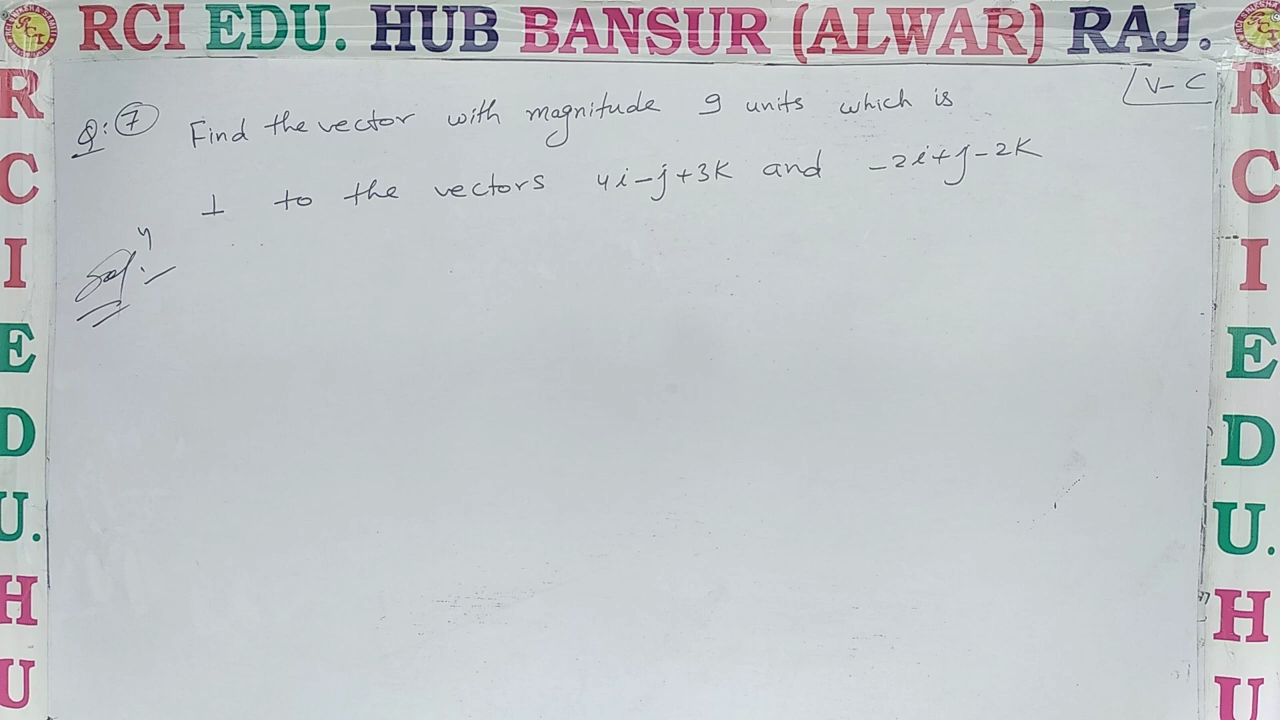 RCI EDU. HUB BANSUR (ALWAR) RAJ.
V-C
Q:⑦ Find the vector with magnitude 9 units which is
⊥ to the vectors 4i-j+3k and -2i+j-2k
Solⁿ:-
R
C
I
E
D
U.
H
U
R
C
I
E
D
U.
H
U